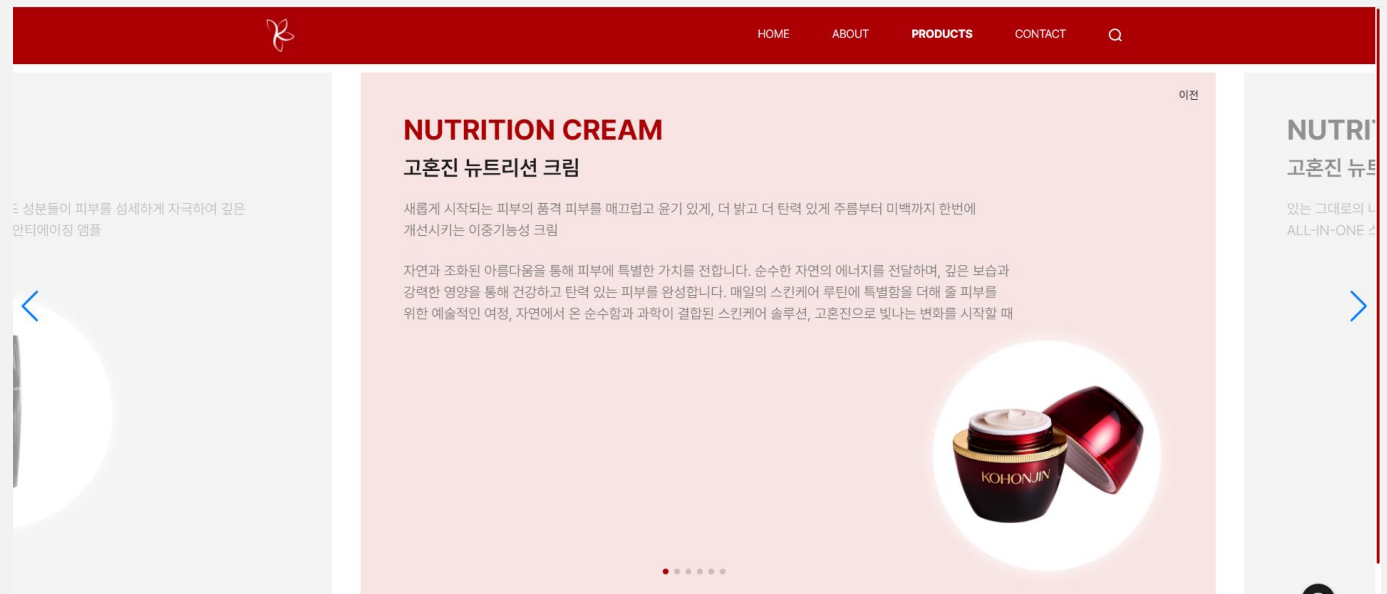 HOME ABOUT PRODUCTS CONTACT
이전
NUTRITION CREAM
고혼진 뉴트리션 크림
새롭게 시작되는 피부의 품격 피부를 매끄럽고 윤기 있게, 더 밝고 더 탄력 있게 주름부터 미백까지 한번에
개선시키는 이중기능성 크림
자연과 조화된 아름다움을 통해 피부에 특별한 가치를 전합니다. 순수한 자연의 에너지를 전달하며, 깊은 보습과
강력한 영양을 통해 건강하고 탄력 있는 피부를 완성합니다. 매일의 스킨케어 루틴에 특별함을 더해 줄 피부를
위한 예술적인 여정, 자연에서 온 순수함과 과학이 결합된 스킨케어 솔루션, 고혼진으로 빛나는 변화를 시작할 때
KOHONJIN
성분들이 피부를 섬세하게 자극하여 깊은
안티에이징 앰플
NUTRI
고혼진 뉴
있는 그대로의
ALL-IN-ONE